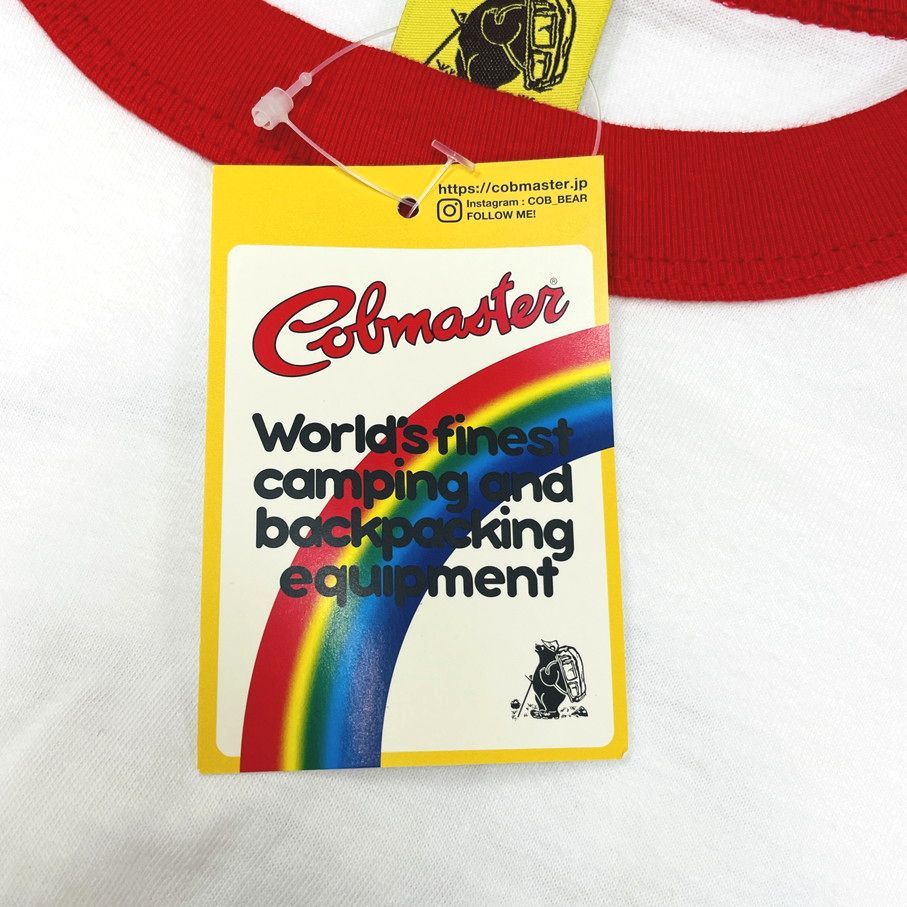 https://cobmaster.jp
Instagram : COB_BEAR
FOLLOW ME!
Cobmaster®
World's finest
camping and
backpacking
equipment